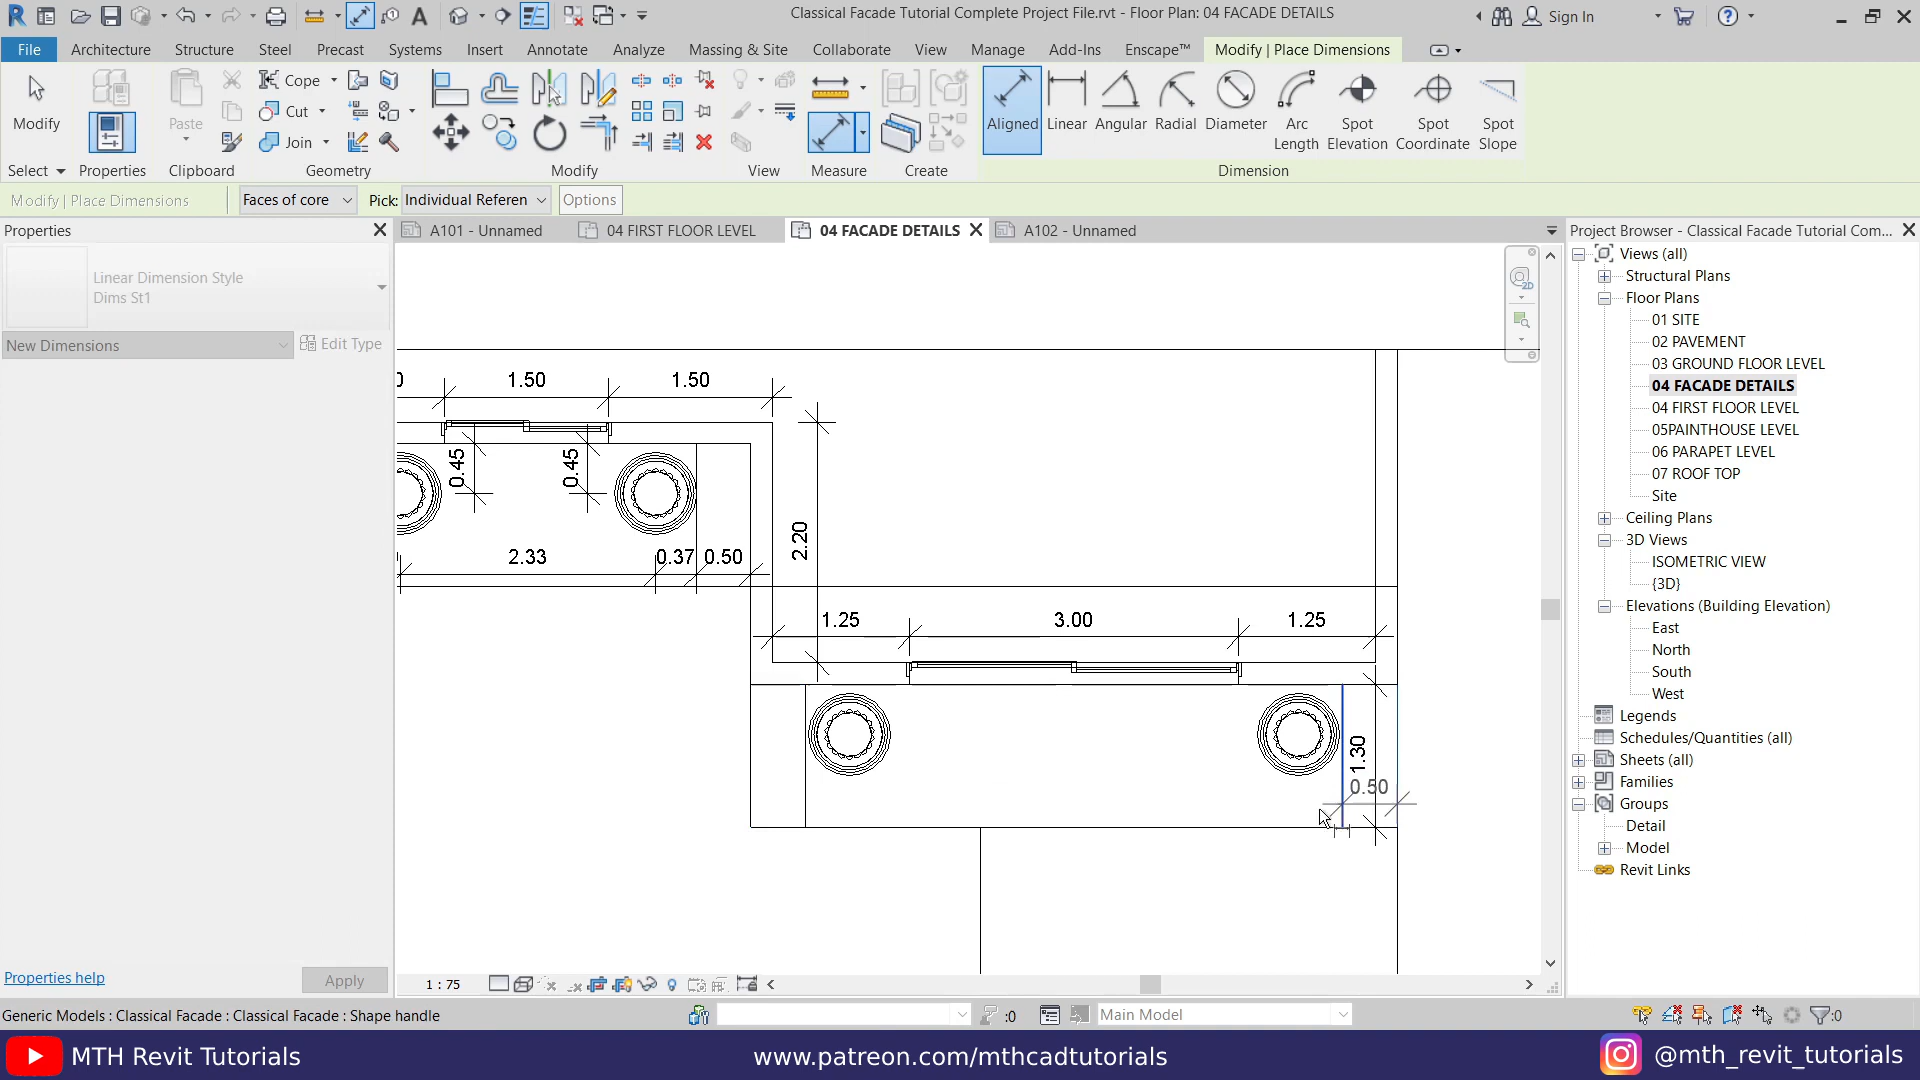 Classical Facade Tutorial Complete Project File.rvt - Floor Plan: 04 FACADE DETAILS
Sign In
File Architecture Structure Steel Precast Systems Insert Annotate Analyze Massing & Site Collaborate View Manage Add-Ins Enscape™ Modify | Place Dimensions
Modify
Paste
Cope
Cut
Join
Aligned Linear Angular Radial Diameter Arc Length Spot Elevation Spot Coordinate Spot Slope
Select Properties Clipboard Geometry Modify View Measure Create Dimension
Modify | Place Dimensions Faces of core Pick: Individual Referen Options
Properties
A101 - Unnamed 04 FIRST FLOOR LEVEL 04 FACADE DETAILS A102 - Unnamed
Project Browser - Classical Facade Tutorial Com...
Linear Dimension Style
Dims St1
New Dimensions Edit Type
Properties help Apply
0 1.50 1.50
0.45 0.45
2.20
2.33 0.37 0.50
1.25 3.00 1.25
1.30
0.50
2D
Views (all)
Structural Plans
Floor Plans
01 SITE
02 PAVEMENT
03 GROUND FLOOR LEVEL
04 FACADE DETAILS
04 FIRST FLOOR LEVEL
05PAINTHOUSE LEVEL
06 PARAPET LEVEL
07 ROOF TOP
Site
Ceiling Plans
3D Views
ISOMETRIC VIEW
{3D}
Elevations (Building Elevation)
East
North
South
West
Legends
Schedules/Quantities (all)
Sheets (all)
Families
Groups
Detail
Model
Revit Links
1 : 75
Generic Models : Classical Facade : Classical Facade : Shape handle
:0
Main Model
:0
MTH Revit Tutorials
www.patreon.com/mthcadtutorials
@mth_revit_tutorials